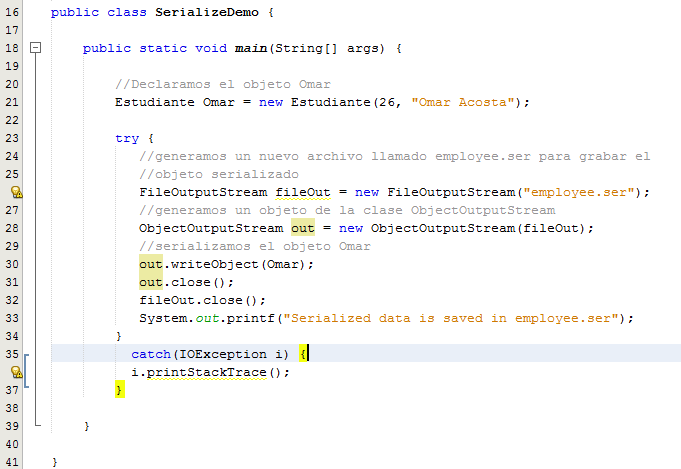 16 public class SerializeDemo {
17
18 public static void main(String[] args) {
19
20 //Declaramos el objeto Omar
21 Estudiante Omar = new Estudiante(26, "Omar Acosta");
22
23 try {
24 //generamos un nuevo archivo llamado employee.ser para grabar el
25 //objeto serializado
FileOutputStream fileOut = new FileOutputStream("employee.ser");
27 //generamos un objeto de la clase ObjectOutputStream
28 ObjectOutputStream out = new ObjectOutputStream(fileOut);
29 //serializamos el objeto Omar
30 out.writeObject(Omar);
31 out.close();
32 fileOut.close();
33 System.out.printf("Serialized data is saved in employee.ser");
34 }
35 catch(IOException i) {
i.printStackTrace();
37 }
38
39 }
40
41 }